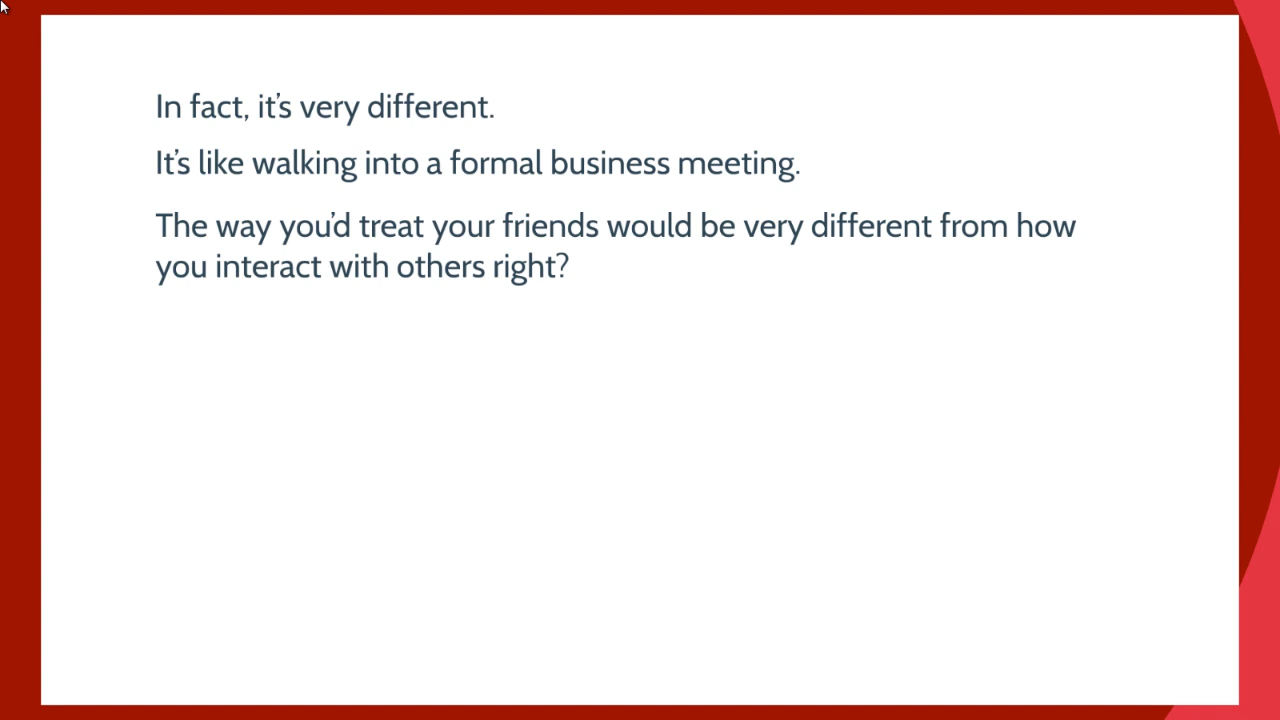 In fact, it's very different.
It's like walking into a formal business meeting.
The way you'd treat your friends would be very different from how
you interact with others right?